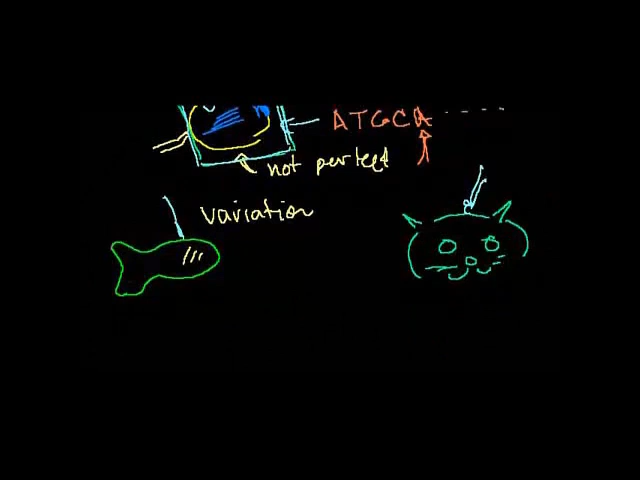 ATGCA - - - -
not perfect
variation